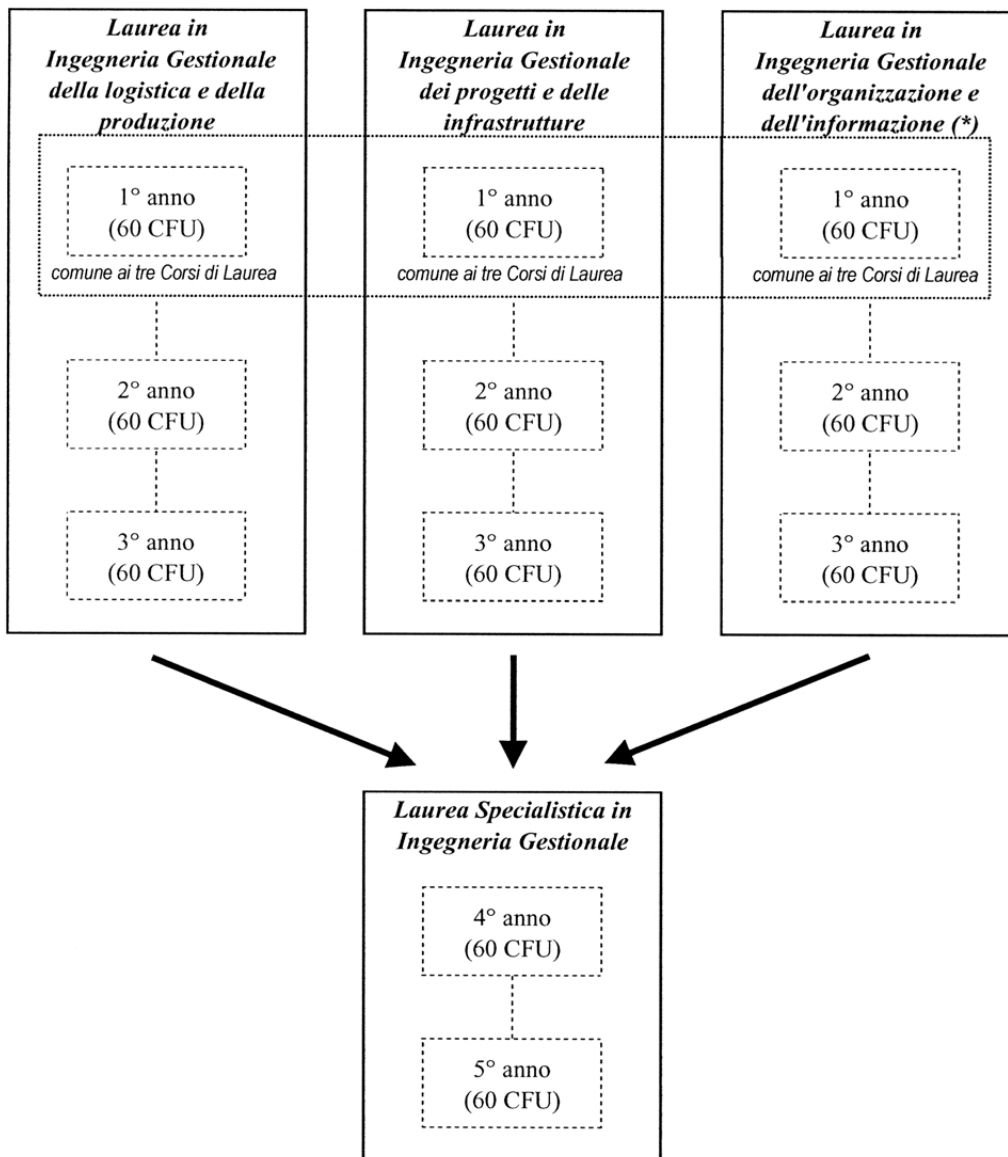 Laurea in
Ingegneria Gestionale
della logistica e della
produzione
1° anno
(60 CFU)
comune ai tre Corsi di Laurea
2° anno
(60 CFU)
3° anno
(60 CFU)
Laurea in
Ingegneria Gestionale
dei progetti e delle
infrastrutture
1° anno
(60 CFU)
comune ai tre Corsi di Laurea
2° anno
(60 CFU)
3° anno
(60 CFU)
Laurea in
Ingegneria Gestionale
dell'organizzazione e
dell'informazione (*)
1° anno
(60 CFU)
comune ai tre Corsi di Laurea
2° anno
(60 CFU)
3° anno
(60 CFU)
Laurea Specialistica in
Ingegneria Gestionale
4° anno
(60 CFU)
5° anno
(60 CFU)